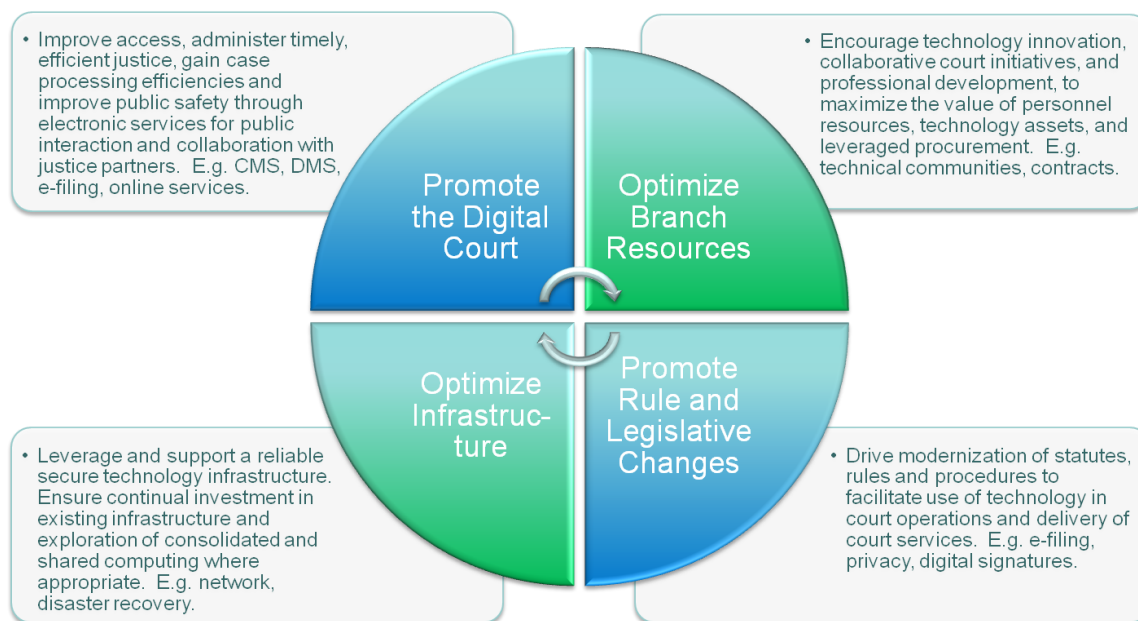 • Improve access, administer timely,
efficient justice, gain case
processing efficiencies and
improve public safety through
electronic services for public
interaction and collaboration with
justice partners.  E.g. CMS, DMS,
e-filing, online services.
Promote
the Digital
Court
Optimize
Branch
Resources
• Encourage technology innovation,
collaborative court initiatives, and
professional development, to
maximize the value of personnel
resources, technology assets, and
leveraged procurement.  E.g.
technical communities, contracts.
• Leverage and support a reliable
secure technology infrastructure.
Ensure continual investment in
existing infrastructure and
exploration of consolidated and
shared computing where
appropriate.  E.g. network,
disaster recovery.
Optimize
Infrastruc-
ture
Promote
Rule and
Legislative
Changes
• Drive modernization of statutes,
rules and procedures to
facilitate use of technology in
court operations and delivery of
court services.  E.g. e-filing,
privacy, digital signatures.